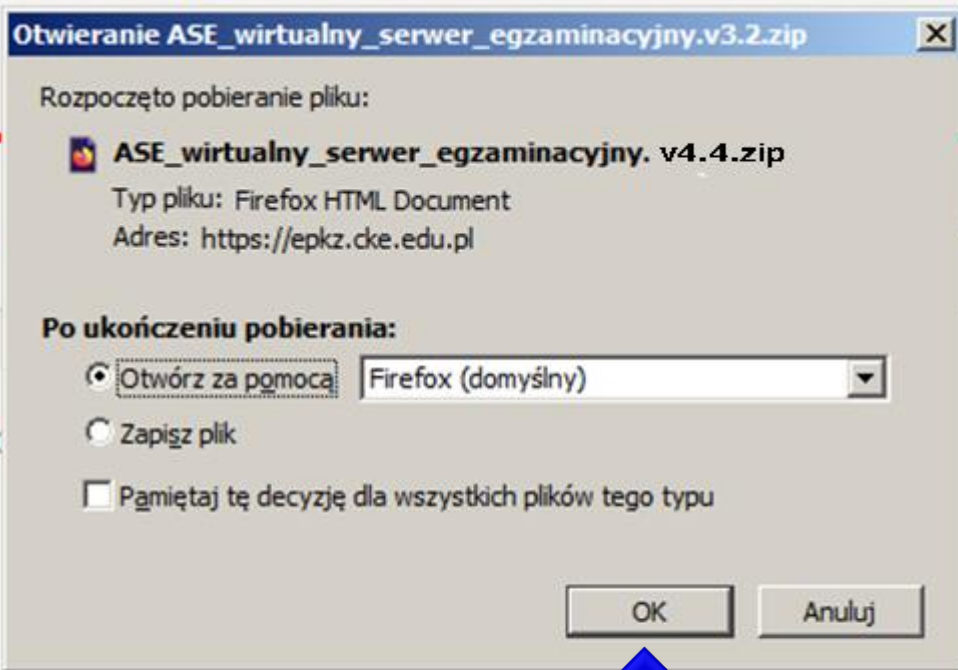 Otwieranie ASE_wirtualny_serwer_egzaminacyjny.v3.2.zip
Rozpoczęto pobieranie pliku:
ASE_wirtualny_serwer_egzaminacyjny. v4.4.zip
Typ pliku: Firefox HTML Document
Adres: https://epkz.cke.edu.pl
Po ukończeniu pobierania:
Otwórz za pomocą Firefox (domyślny)
Zapisz plik
Pamiętaj tę decyzję dla wszystkich plików tego typu
OK Anuluj